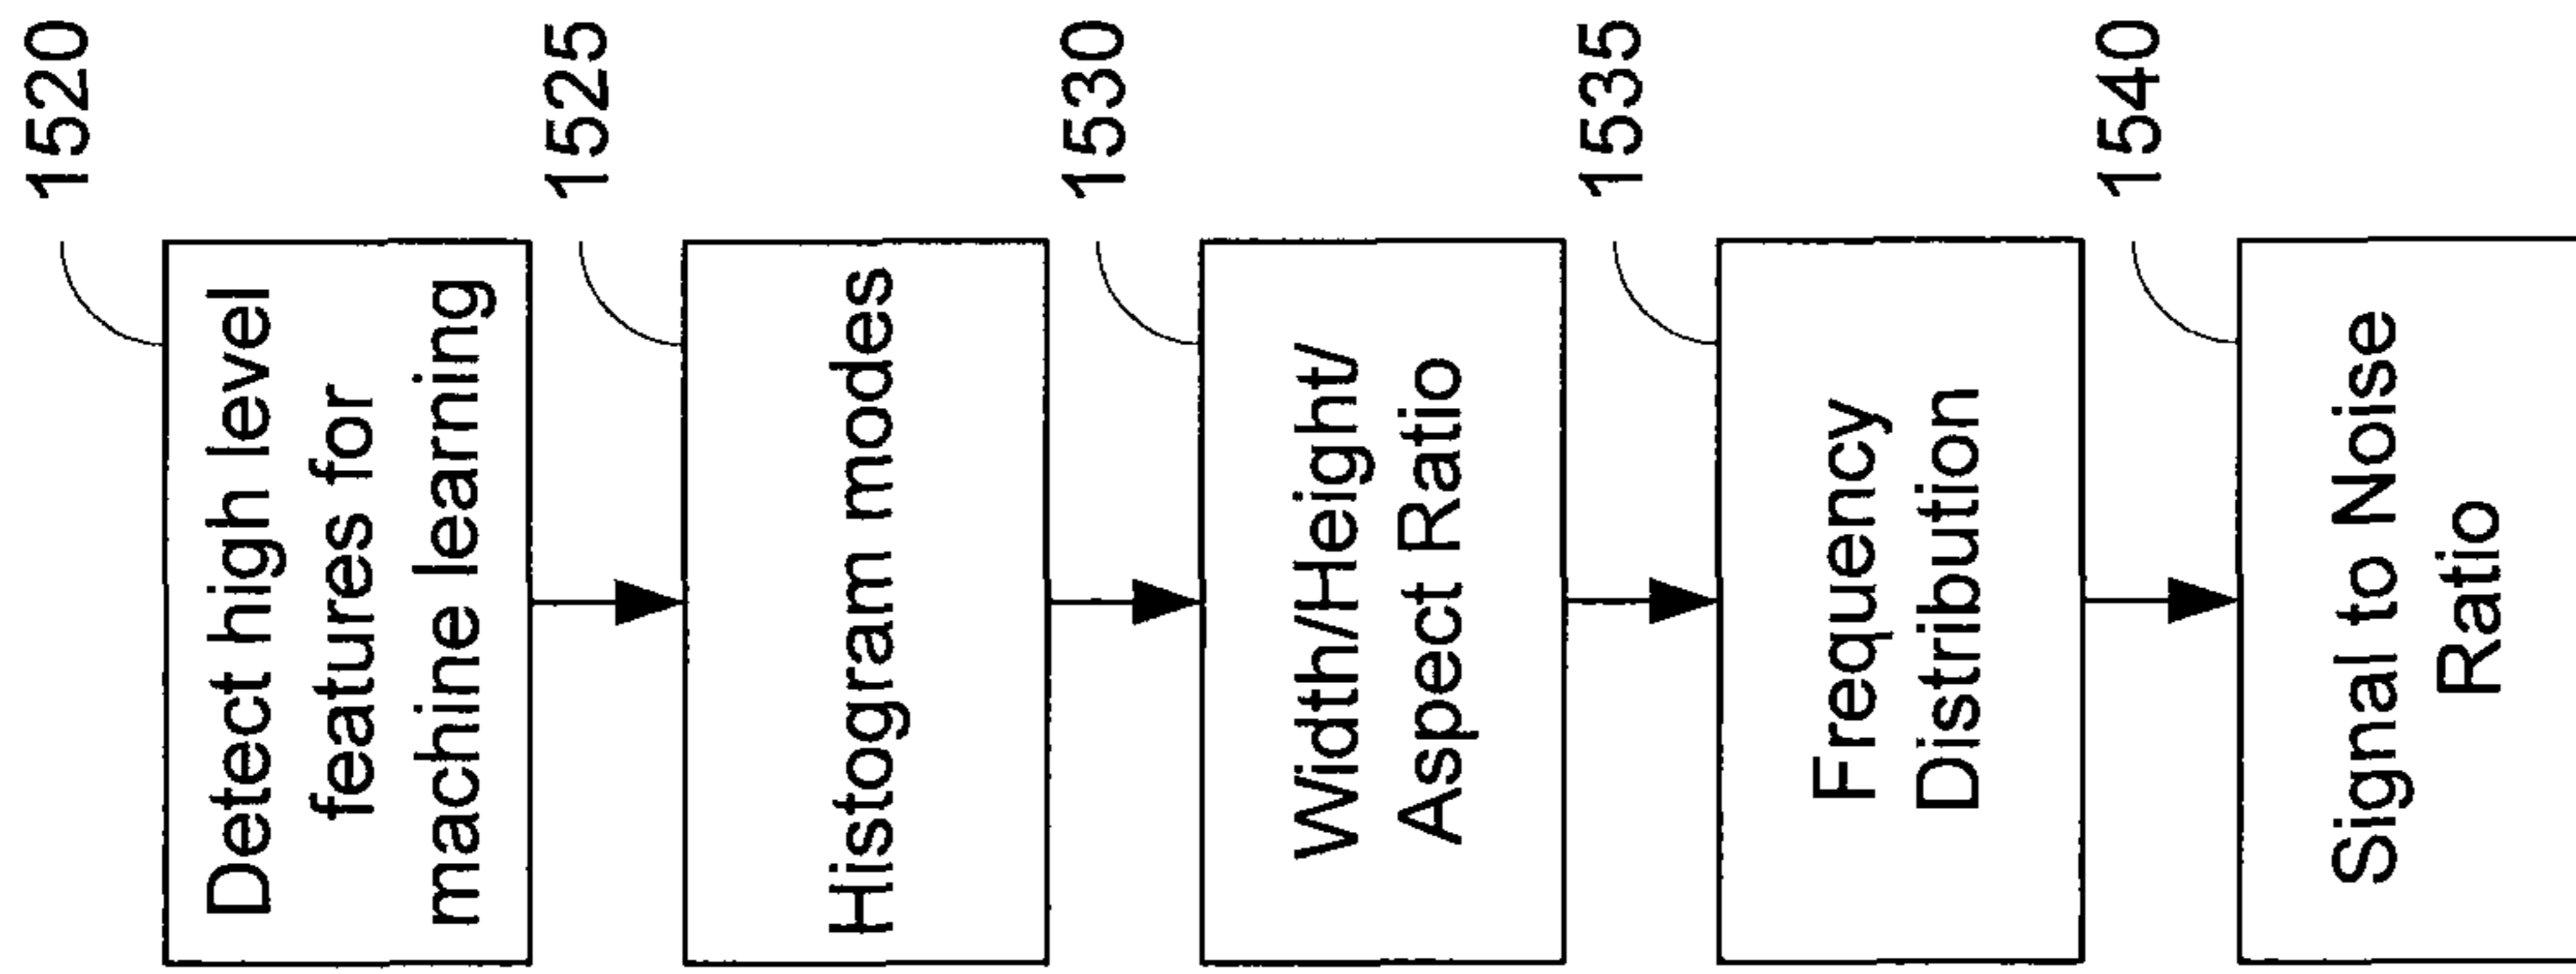 1520
Detect high level
features for
machine learning
1525
Histogram modes
1530
Width/Height/
Aspect Ratio
1535
Frequency
Distribution
1540
Signal to Noise
Ratio